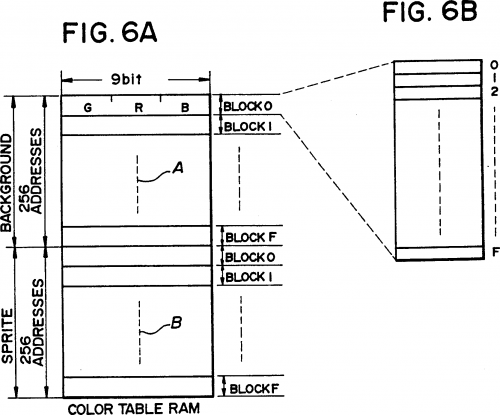 FIG. 6A
FIG. 6B
9bit
G R B
BLOCK 0
BLOCK 1
A
BLOCK F
BLOCK 0
BLOCK 1
B
BLOCK F
BACKGROUND
256 ADDRESSES
SPRITE
256 ADDRESSES
COLOR TABLE RAM
0
1
2
F